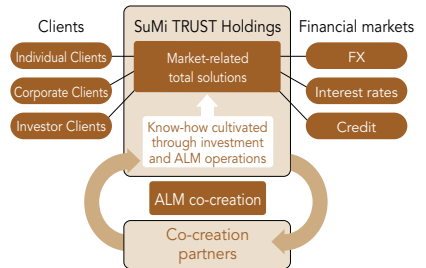 Clients
SuMi TRUST Holdings
Financial markets
Individual Clients
Corporate Clients
Investor Clients
Market-related
total solutions
FX
Interest rates
Credit
Know-how cultivated
through investment
and ALM operations
ALM co-creation
Co-creation
partners